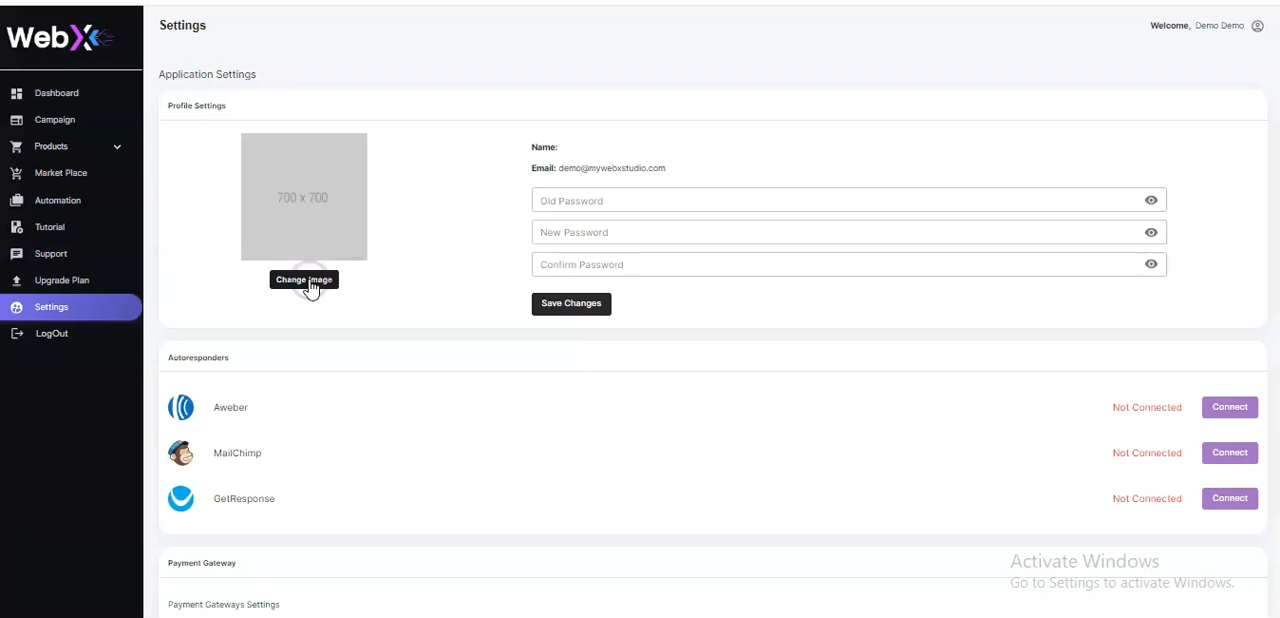 WebX
Settings
Welcome, Demo Demo
Dashboard
Campaign
Products
Market Place
Automation
Tutorial
Support
Upgrade Plan
Settings
LogOut
Application Settings
Profile Settings
700 x 700
Change Image
Name:
Email: demo@mywebxstudio.com
Old Password
New Password
Confirm Password
Save Changes
Autoresponders
Aweber Not Connected Connect
MailChimp Not Connected Connect
GetResponse Not Connected Connect
Payment Gateway
Payment Gateways Settings
Activate Windows
Go to Settings to activate Windows.